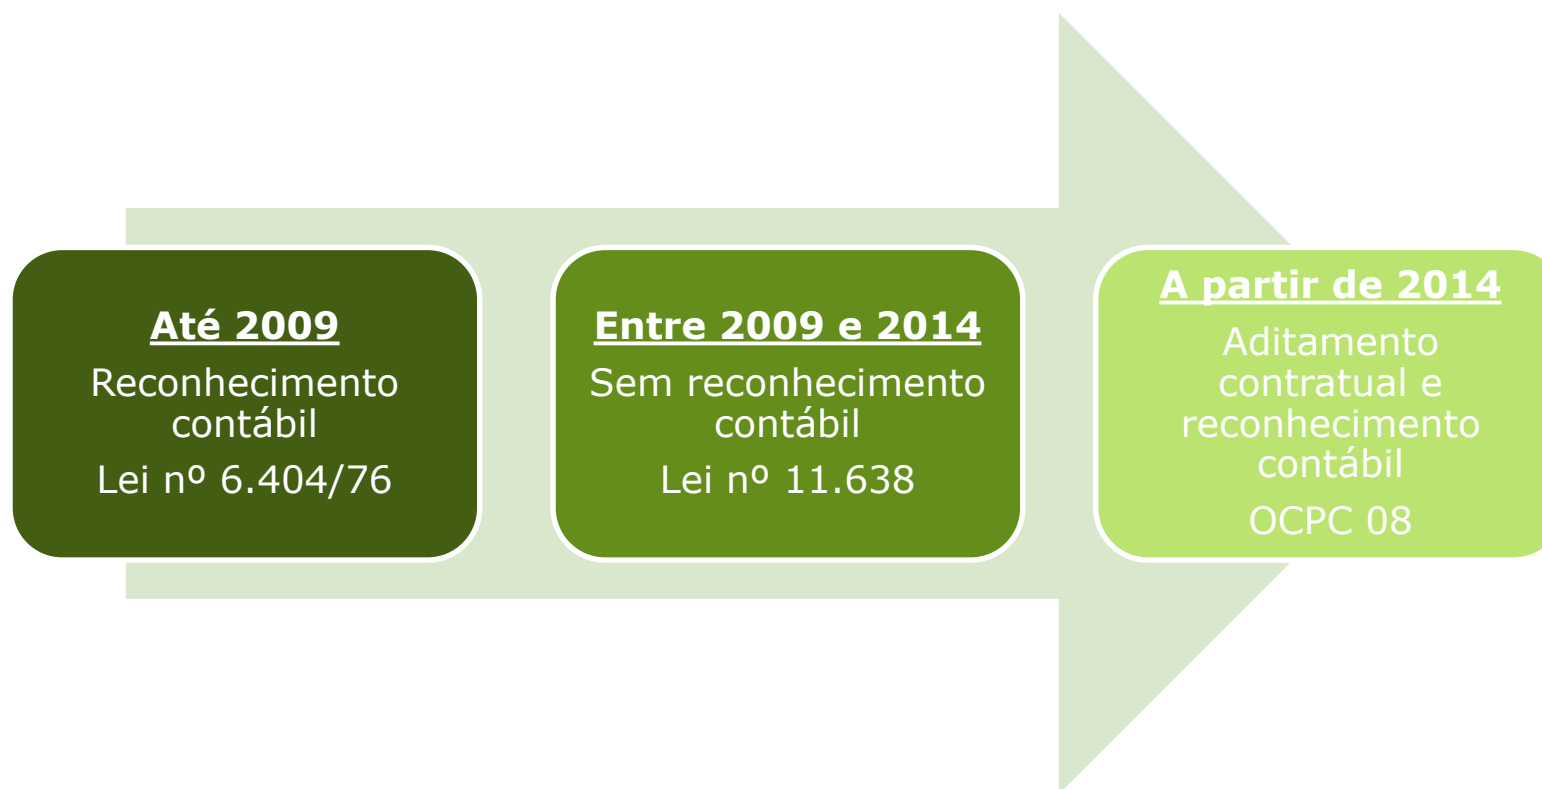 Até 2009
Reconhecimento
contábil
Lei nº 6.404/76
Entre 2009 e 2014
Sem reconhecimento
contábil
Lei nº 11.638
A partir de 2014
Aditamento
contratual e
reconhecimento
contábil
OCPC 08